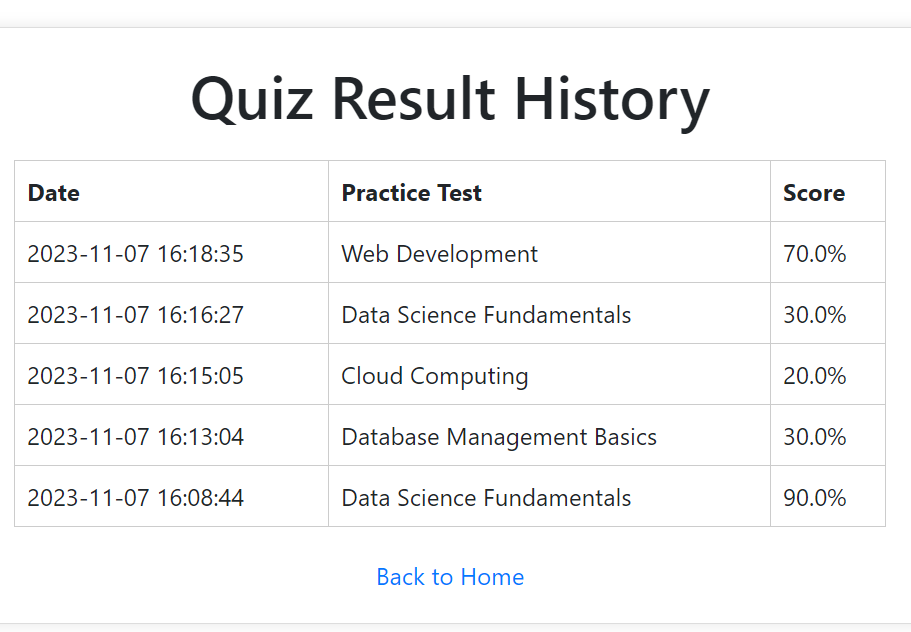 Quiz Result History
Date Practice Test Score
2023-11-07 16:18:35 Web Development 70.0%
2023-11-07 16:16:27 Data Science Fundamentals 30.0%
2023-11-07 16:15:05 Cloud Computing 20.0%
2023-11-07 16:13:04 Database Management Basics 30.0%
2023-11-07 16:08:44 Data Science Fundamentals 90.0%
Back to Home